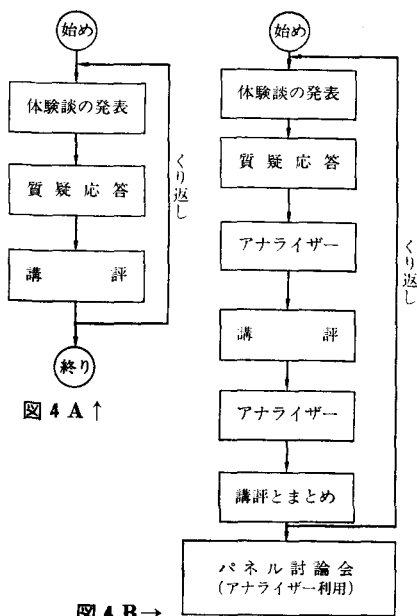 始め
体験談の発表
質疑応答
講評
くり返し
終り
図4A↑
始め
体験談の発表
質疑応答
アナライザー
講評
アナライザー
講評とまとめ
くり返し
パネル討論会
(アナライザー利用)
図4B→